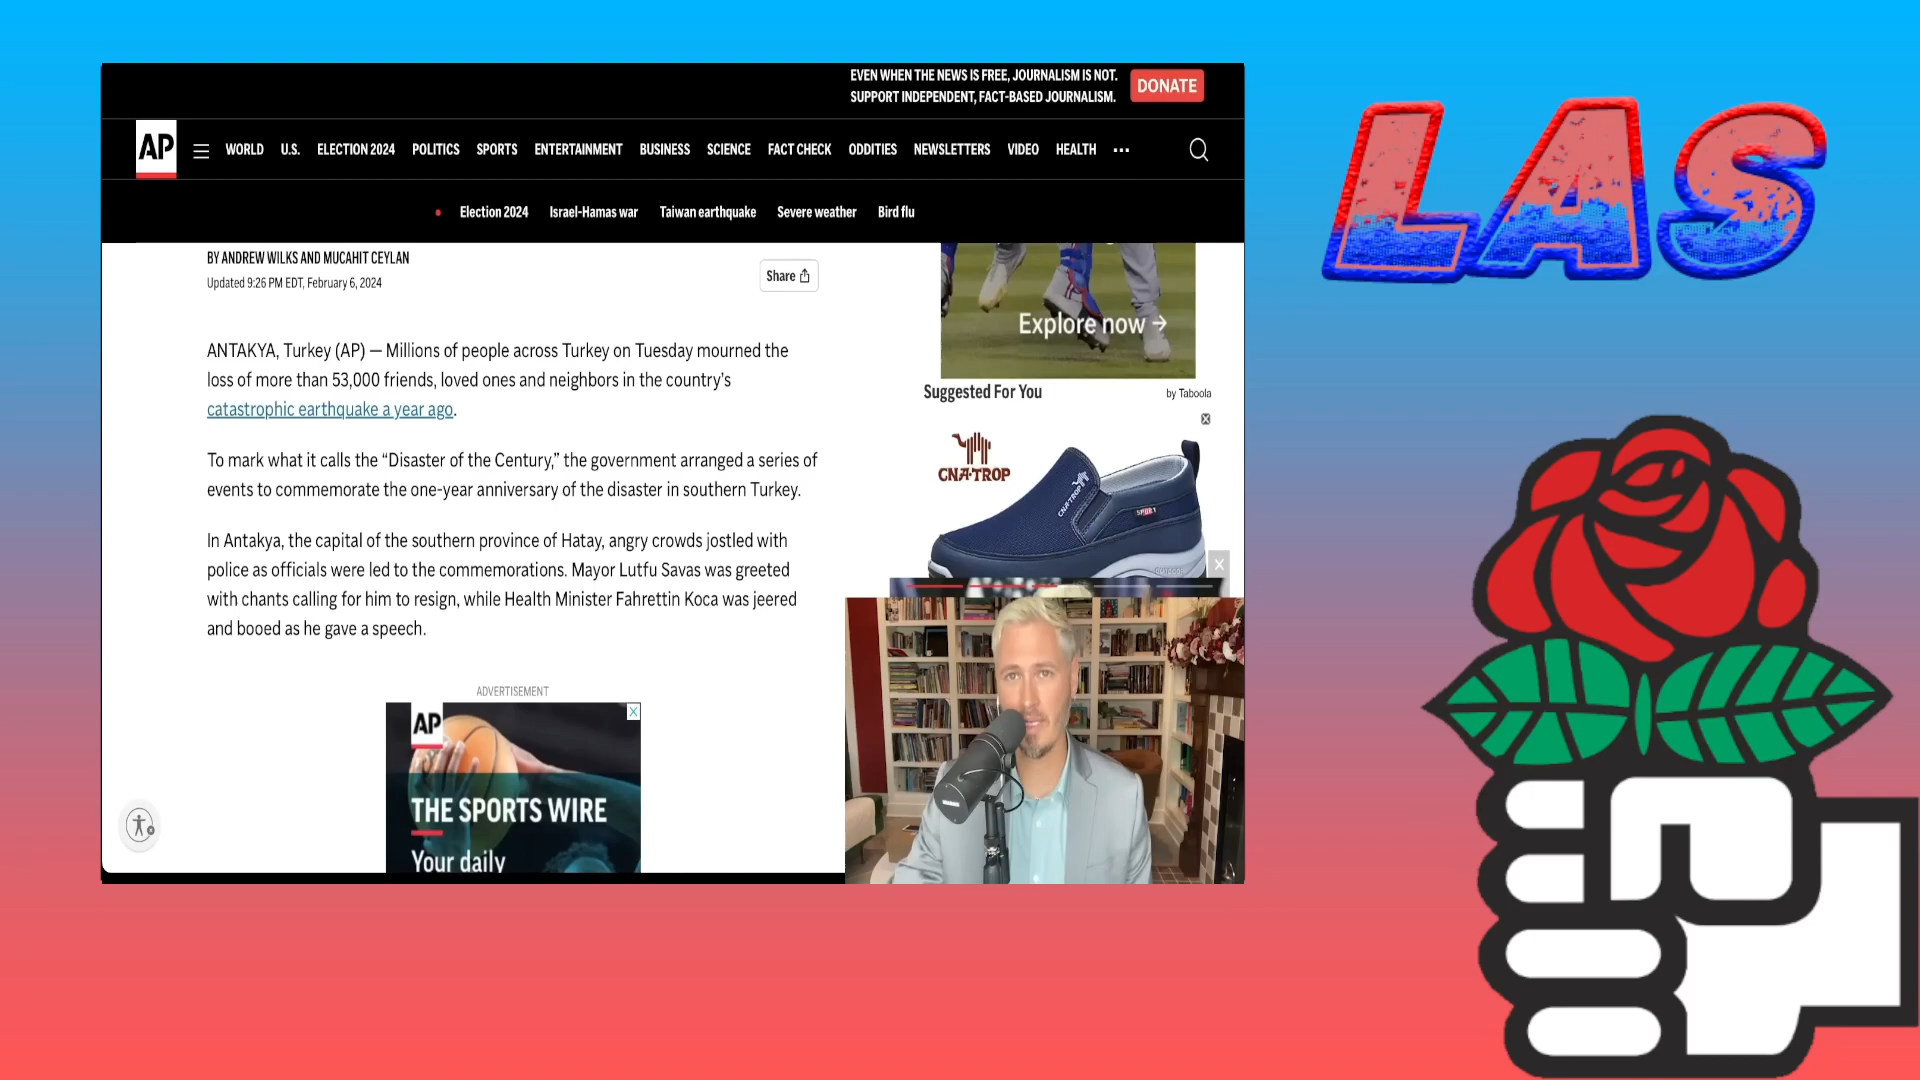 EVEN WHEN THE NEWS IS FREE, JOURNALISM IS NOT.
SUPPORT INDEPENDENT, FACT-BASED JOURNALISM.
DONATE
LAS
AP
WORLD U.S. ELECTION 2024 POLITICS SPORTS ENTERTAINMENT BUSINESS SCIENCE FACT CHECK ODDITIES NEWSLETTERS VIDEO HEALTH ...
Election 2024 Israel-Hamas war Taiwan earthquake Severe weather Bird flu
BY ANDREW WILKS AND MUCAHIT CEYLAN
Updated 9:26 PM EDT, February 6, 2024
Share
ANTAKYA, Turkey (AP) — Millions of people across Turkey on Tuesday mourned the
loss of more than 53,000 friends, loved ones and neighbors in the country’s
catastrophic earthquake a year ago.
To mark what it calls the “Disaster of the Century,” the government arranged a series of
events to commemorate the one-year anniversary of the disaster in southern Turkey.
In Antakya, the capital of the southern province of Hatay, angry crowds jostled with
police as officials were led to the commemorations. Mayor Lutfu Savas was greeted
with chants calling for him to resign, while Health Minister Fahrettin Koca was jeered
and booed as he gave a speech.
ADVERTISEMENT
AP
THE SPORTS WIRE
Your daily
Explore now →
Suggested For You
by Taboola
CNA-TROP
CNA-TROP
SPORT